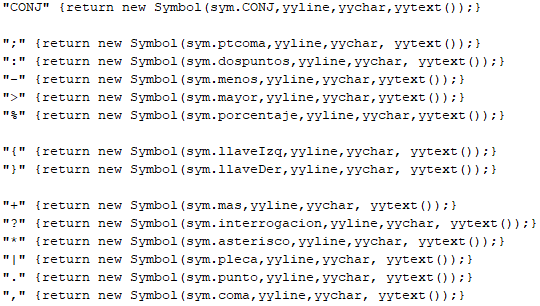 "CONJ" {return new Symbol(sym.CONJ,yyline,yychar,yytext());}
";" {return new Symbol(sym.ptcoma,yyline,yychar, yytext());}
":" {return new Symbol(sym.dospuntos,yyline,yychar, yytext());}
"-" {return new Symbol(sym.menos,yyline,yychar,yytext());}
">" {return new Symbol(sym.mayor,yyline,yychar,yytext());}
"%" {return new Symbol(sym.porcentaje,yyline,yychar,yytext());}
"{" {return new Symbol(sym.llaveIzq,yyline,yychar, yytext());}
"}" {return new Symbol(sym.llaveDer,yyline,yychar, yytext());}
"+" {return new Symbol(sym.mas,yyline,yychar, yytext());}
"?" {return new Symbol(sym.interrogacion,yyline,yychar, yytext());}
"*" {return new Symbol(sym.asterisco,yyline,yychar, yytext());}
"|" {return new Symbol(sym.pleca,yyline,yychar, yytext());}
"." {return new Symbol(sym.punto,yyline,yychar, yytext());}
"," {return new Symbol(sym.coma,yyline,yychar, yytext());}